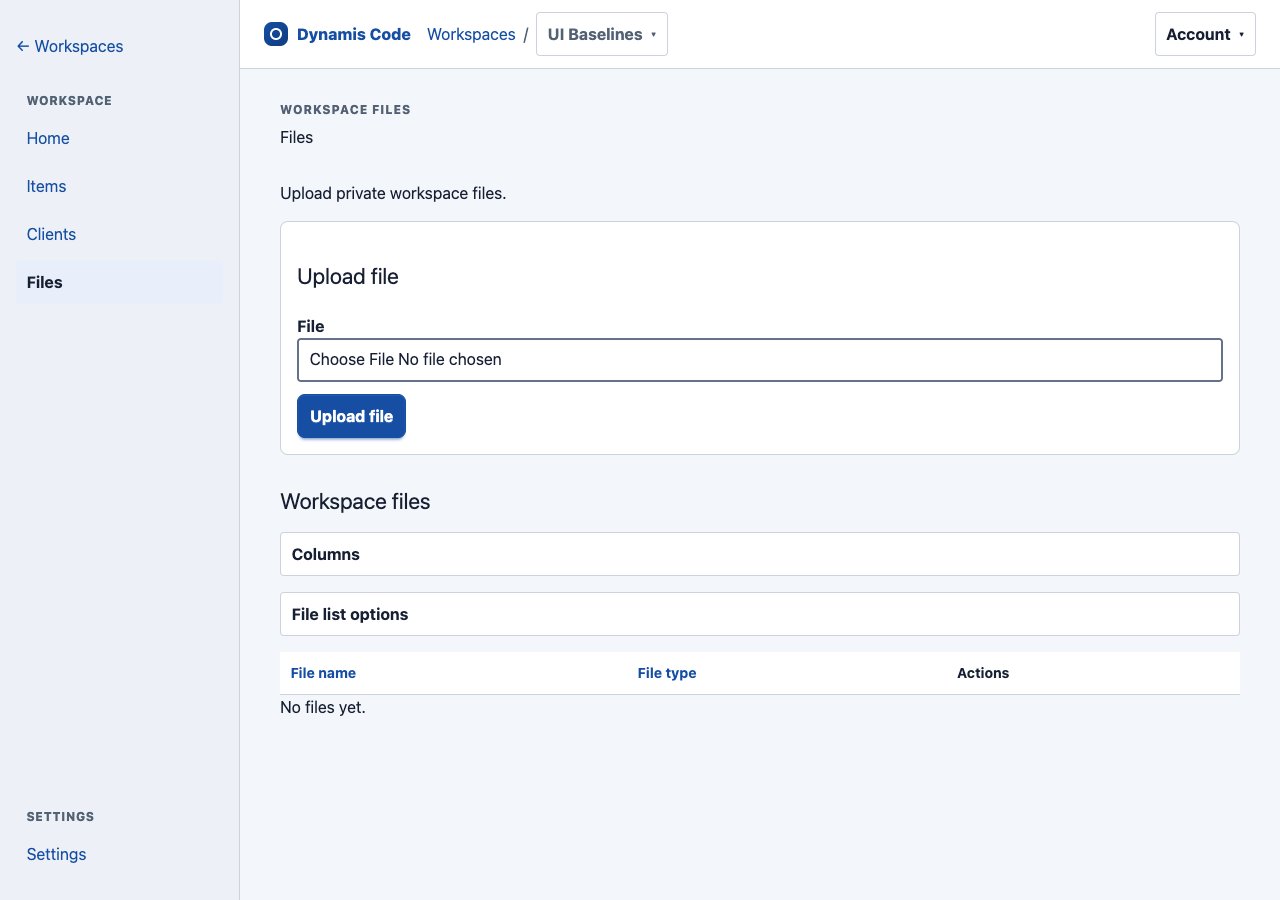 ← Workspaces
WORKSPACE
Home
Items
Clients
Files
SETTINGS
Settings
Dynamis Code Workspaces / UI Baselines ▾
Account ▾
WORKSPACE FILES
Files
Upload private workspace files.
Upload file
File
Choose File No file chosen
Upload file
Workspace files
Columns
File list options
File name File type Actions
No files yet.